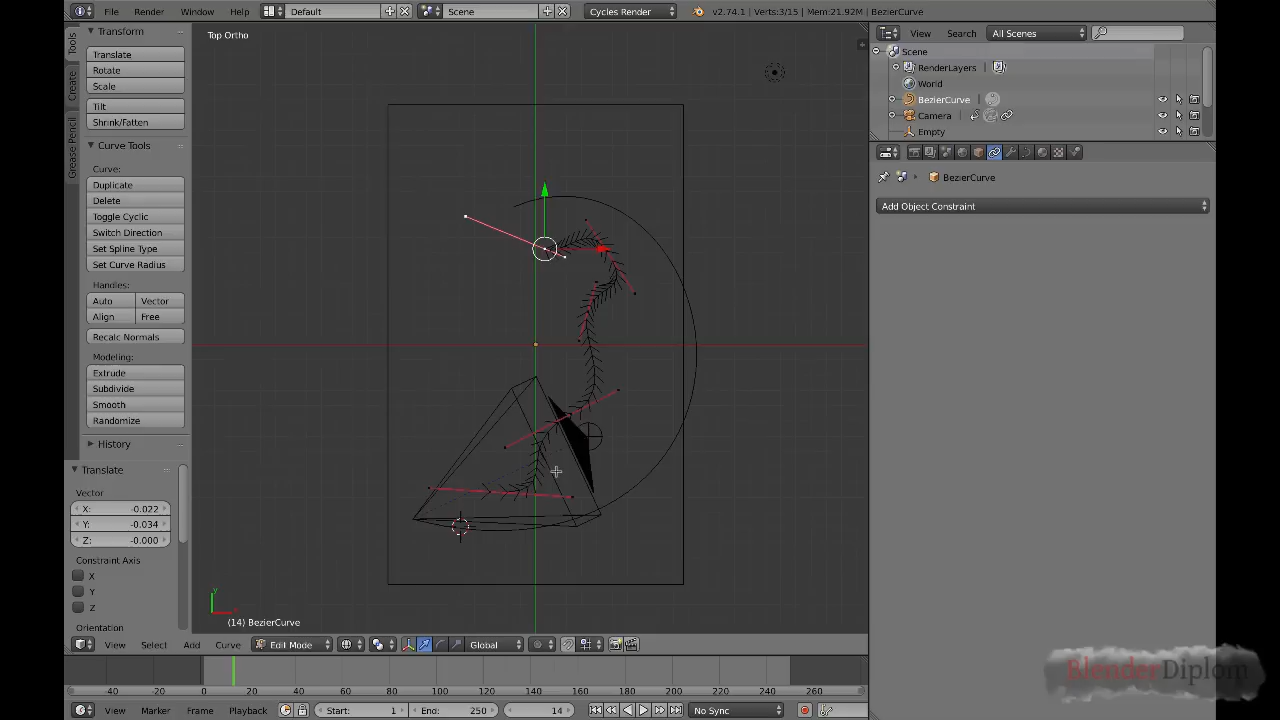 File Render Window Help Default Scene Cycles Render v2.74.1 | Verts:3/15 | Mem:21.92M | BezierCurve
Tools
Create
Grease Pencil
Transform
Translate
Rotate
Scale
Tilt
Shrink/Fatten
Curve Tools
Curve:
Duplicate
Delete
Toggle Cyclic
Switch Direction
Set Spline Type
Set Curve Radius
Handles:
Auto Vector
Align Free
Recalc Normals
Modeling:
Extrude
Subdivide
Smooth
Randomize
History
Translate
Vector
X: -0.022
Y: -0.034
Z: -0.000
Constraint Axis
X
Y
Z
Orientation
Top Ortho
(14) BezierCurve
View Search All Scenes
Scene
RenderLayers
World
BezierCurve
Camera
Empty
BezierCurve
Add Object Constraint
View Select Add Curve Edit Mode Global
-40 -20 0 20 40 60 80 100 120 140 160 180 200 220 240 260
View Marker Frame Playback Start: 1 End: 250 14 No Sync
BlenderDiplom